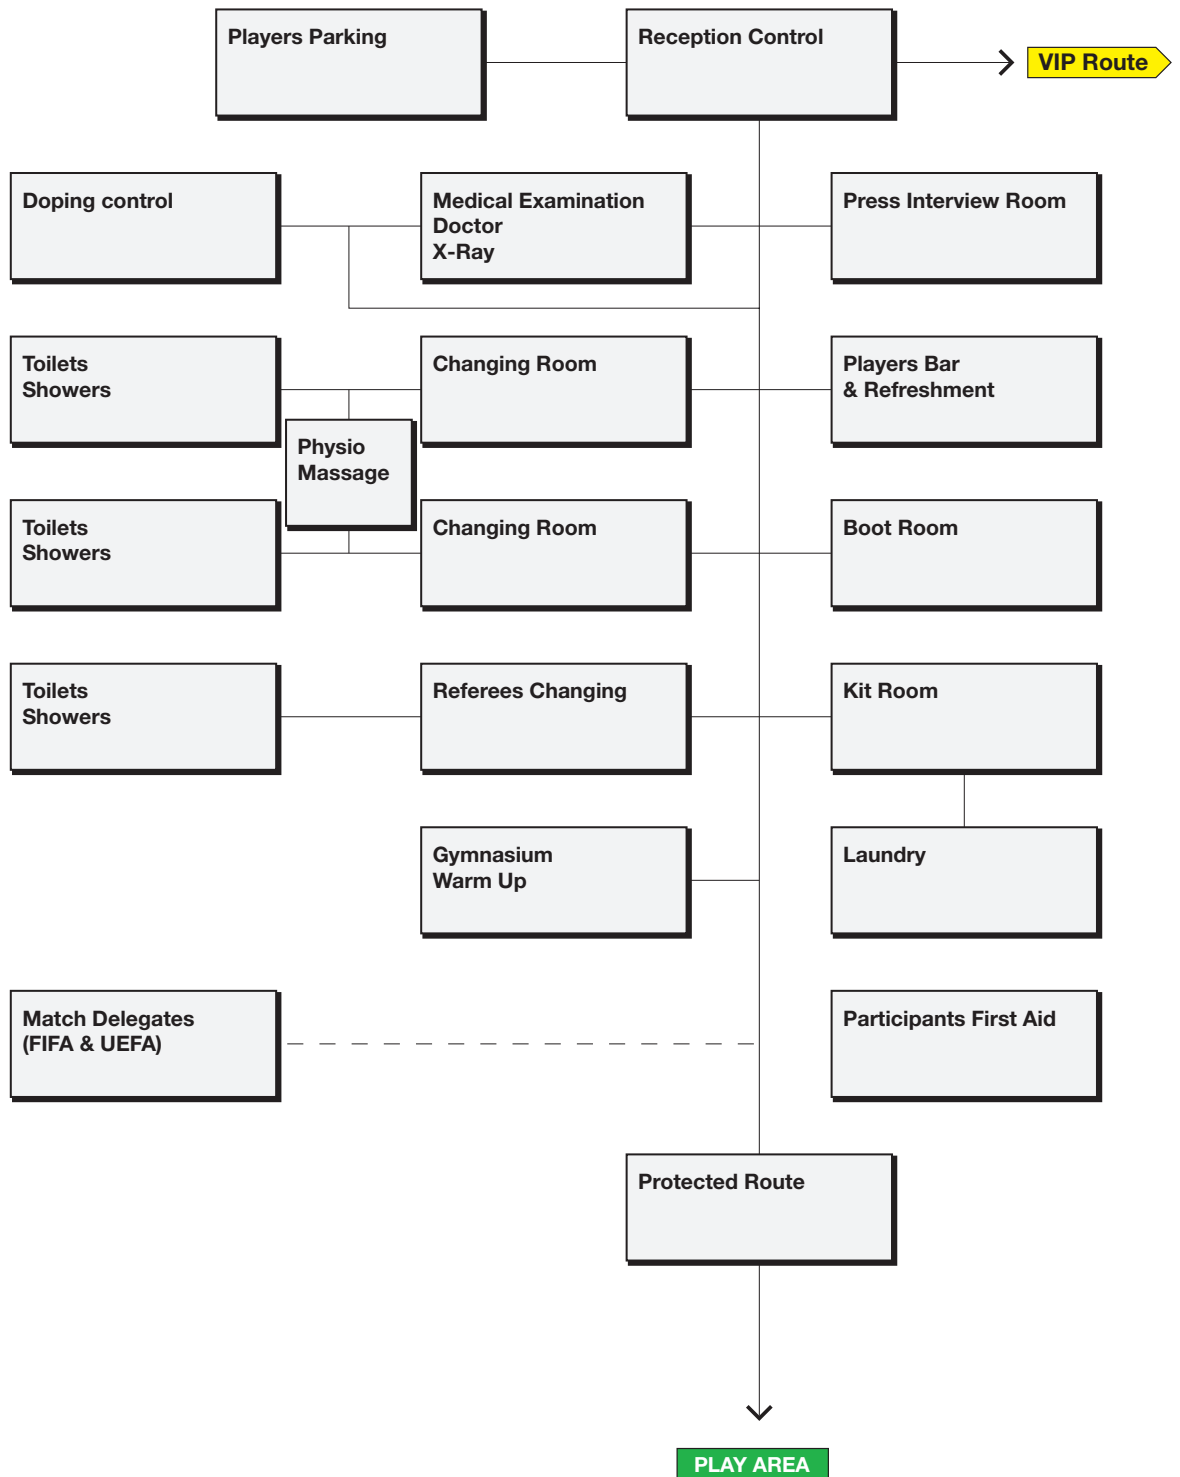 Players Parking
Reception Control
VIP Route
Doping control
Medical Examination
Doctor
X-Ray
Press Interview Room
Toilets
Showers
Changing Room
Players Bar
& Refreshment
Physio
Massage
Toilets
Showers
Changing Room
Boot Room
Toilets
Showers
Referees Changing
Kit Room
Gymnasium
Warm Up
Laundry
Match Delegates
(FIFA & UEFA)
Participants First Aid
Protected Route
PLAY AREA